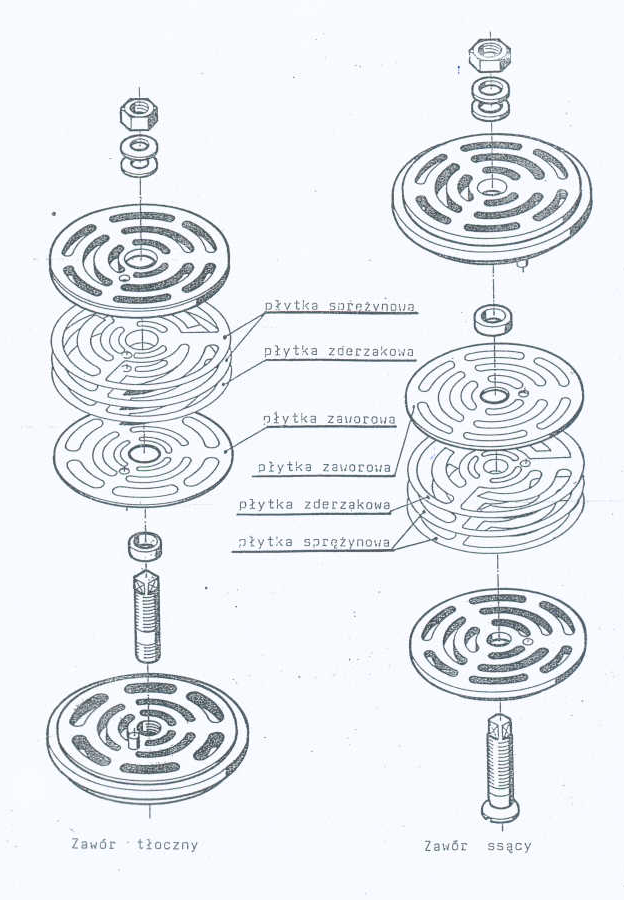 płytka sprężynowa
płytka zderzakowa
płytka zaworowa
płytka zaworowa
płytka zderzakowa
płytka sprężynowa
Zawór tłoczny
Zawór ssący